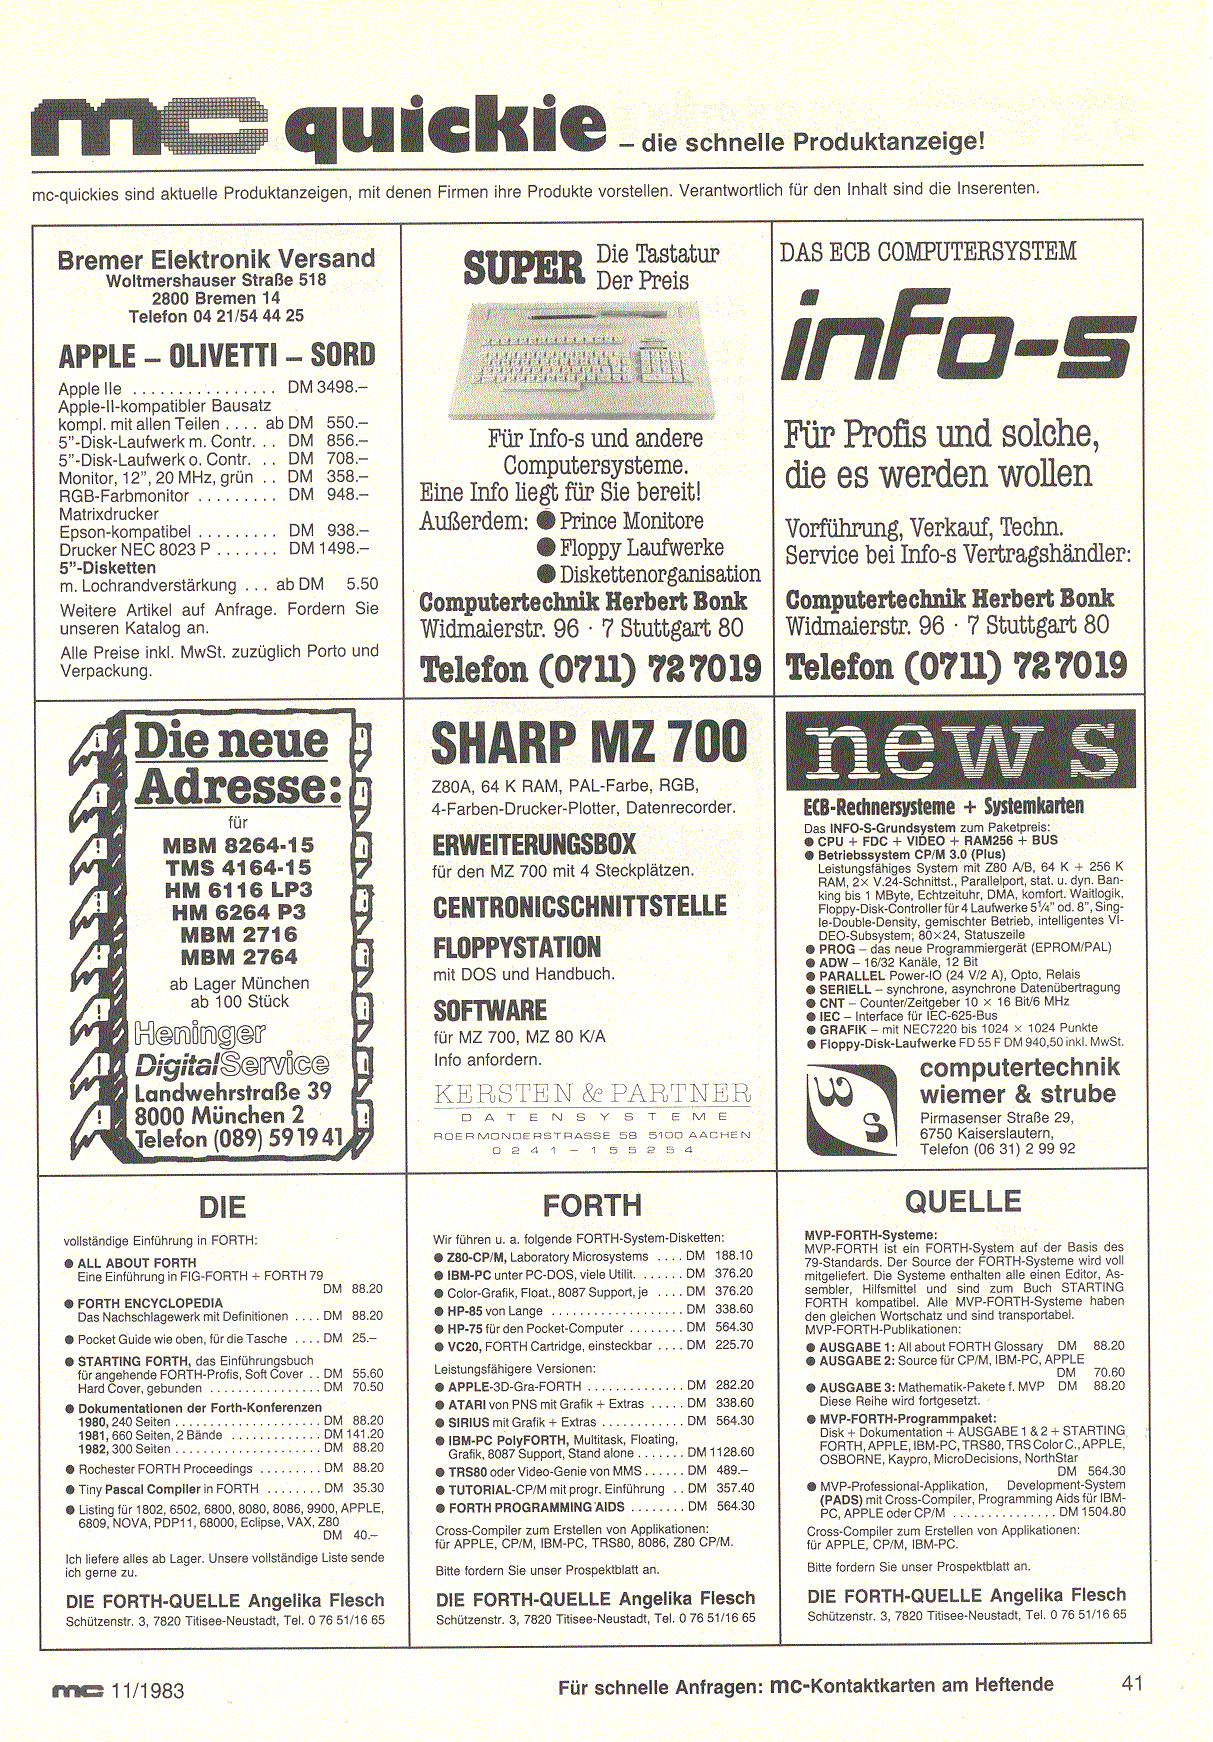 mc quickie – die schnelle Produktanzeige!
mc-quickies sind aktuelle Produktanzeigen, mit denen Firmen ihre Produkte vorstellen. Verantwortlich für den Inhalt sind die Inserenten.
Bremer Elektronik Versand
Woltmershauser Straße 518
2800 Bremen 14
Telefon 04 21/54 44 25
APPLE – OLIVETTI – SORD
Apple IIe . . . . . . . . . . . . . . . . DM 3498.–
Apple-II-kompatibler Bausatz
kompl. mit allen Teilen . . . . ab DM 550.–
5”-Disk-Laufwerk m. Contr. . . DM 856.–
5”-Disk-Laufwerk o. Contr. . . DM 708.–
Monitor, 12”, 20 MHz, grün . . DM 358.–
RGB-Farbmonitor . . . . . . . . . DM 948.–
Matrixdrucker
Epson-kompatibel . . . . . . . . . DM 938.–
Drucker NEC 8023 P . . . . . . . DM 1498.–
5”-Disketten
m. Lochrandverstärkung . . . ab DM 5.50
Weitere Artikel auf Anfrage. Fordern Sie
unseren Katalog an.
Alle Preise inkl. MwSt. zuzüglich Porto und
Verpackung.
SUPER Die Tastatur
Der Preis
Für Info-s und andere
Computersysteme.
Eine Info liegt für Sie bereit!
Außerdem: ● Prince Monitore
● Floppy Laufwerke
● Diskettenorganisation
Computertechnik Herbert Bonk
Widmaierstr. 96 · 7 Stuttgart 80
Telefon (0711) 72 7019
DAS ECB COMPUTERSYSTEM
info-s
Für Profis und solche,
die es werden wollen
Vorführung, Verkauf, Techn.
Service bei Info-s Vertragshändler:
Computertechnik Herbert Bonk
Widmaierstr. 96 · 7 Stuttgart 80
Telefon (0711) 72 7019
Die neue
Adresse:
für
MBM 8264-15
TMS 4164-15
HM 6116 LP3
HM 6264 P3
MBM 2716
MBM 2764
ab Lager München
ab 100 Stück
Heninger
DigitalService
Landwehrstraße 39
8000 München 2
Telefon (089) 591941
SHARP MZ 700
Z80A, 64 K RAM, PAL-Farbe, RGB,
4-Farben-Drucker-Plotter, Datenrecorder.
ERWEITERUNGSBOX
für den MZ 700 mit 4 Steckplätzen.
CENTRONICSCHNITTSTELLE
FLOPPYSTATION
mit DOS und Handbuch.
SOFTWARE
für MZ 700, MZ 80 K/A
Info anfordern.
KERSTEN & PARTNER
DATENSYSTEME
ROERMONDERSTRASSE 58 5100 AACHEN
0241-155254
news
ECB-Rechnersysteme + Systemkarten
Das INFO-S-Grundsystem zum Paketpreis:
● CPU + FDC + VIDEO + RAM256 + BUS
● Betriebssystem CP/M 3.0 (Plus)
Leistungsfähiges System mit Z80 A/B, 64 K + 256 K
RAM, 2× V.24-Schnittst., Parallelport, stat. u. dyn. Ban-
king bis 1 MByte, Echtzeituhr, DMA, komfort. Waitlogik,
Floppy-Disk-Controller für 4 Laufwerke 5¼” od. 8”, Sing-
le-Double-Density, gemischter Betrieb, intelligentes VI-
DEO-Subsystem; 80×24, Statuszeile
● PROG – das neue Programmiergerät (EPROM/PAL)
● ADW – 16/32 Kanäle, 12 Bit
● PARALLEL Power-IO (24 V/2 A), Opto, Relais
● SERIELL – synchrone, asynchrone Datenübertragung
● CNT – Counter/Zeitgeber 10 × 16 Bit/6 MHz
● IEC – Interface für IEC-625-Bus
● GRAFIK – mit NEC7220 bis 1024 × 1024 Punkte
● Floppy-Disk-Laufwerke FD 55 F DM 940,50 inkl. MwSt.
ws
computertechnik
wiemer & strube
Pirmasenser Straße 29,
6750 Kaiserslautern,
Telefon (06 31) 2 99 92
DIE
vollständige Einführung in FORTH:
● ALL ABOUT FORTH
Eine Einführung in FIG-FORTH + FORTH 79
DM 88.20
● FORTH ENCYCLOPEDIA
Das Nachschlagewerk mit Definitionen . . . . DM 88.20
● Pocket Guide wie oben, für die Tasche . . . . DM 25.–
● STARTING FORTH, das Einführungsbuch
für angehende FORTH-Profis, Soft Cover . . DM 55.60
Hard Cover, gebunden . . . . . . . . . . . . . . . . DM 70.50
● Dokumentationen der Forth-Konferenzen
1980, 240 Seiten . . . . . . . . . . . . . . . . . . . . . DM 88.20
1981, 660 Seiten, 2 Bände . . . . . . . . . . . . . DM 141.20
1982, 300 Seiten . . . . . . . . . . . . . . . . . . . . . DM 88.20
● Rochester FORTH Proceedings . . . . . . . . . DM 88.20
● Tiny Pascal Compiler in FORTH . . . . . . . . DM 35.30
● Listing für 1802, 6502, 6800, 8080, 8086, 9900, APPLE,
6809, NOVA, PDP11, 68000, Eclipse, VAX, Z80
DM 40.–
Ich liefere alles ab Lager. Unsere vollständige Liste sende
ich gerne zu.
DIE FORTH-QUELLE Angelika Flesch
Schützenstr. 3, 7820 Titisee-Neustadt, Tel. 0 76 51/16 65
FORTH
Wir führen u. a. folgende FORTH-System-Disketten:
● Z80-CP/M, Laboratory Microsystems . . . . DM 188.10
● IBM-PC unter PC-DOS, viele Utilit. . . . . . . DM 376.20
● Color-Grafik, Float., 8087 Support, je . . . . DM 376.20
● HP-85 von Lange . . . . . . . . . . . . . . . . . . . DM 338.60
● HP-75 für den Pocket-Computer . . . . . . . . DM 564.30
● VC20, FORTH Cartridge, einsteckbar . . . . DM 225.70
Leistungsfähigere Versionen:
● APPLE-3D-Gra-FORTH . . . . . . . . . . . . . . DM 282.20
● ATARI von PNS mit Grafik + Extras . . . . . DM 338.60
● SIRIUS mit Grafik + Extras . . . . . . . . . . . . DM 564.30
● IBM-PC PolyFORTH, Multitask, Floating,
Grafik, 8087 Support, Stand alone . . . . . . . DM 1128.60
● TRS80 oder Video-Genie von MMS . . . . . . DM 489.–
● TUTORIAL-CP/M mit progr. Einführung . . DM 357.40
● FORTH PROGRAMMING AIDS . . . . . . . . DM 564.30
Cross-Compiler zum Erstellen von Applikationen:
für APPLE, CP/M, IBM-PC, TRS80, 8086, Z80 CP/M.
Bitte fordern Sie unser Prospektblatt an.
DIE FORTH-QUELLE Angelika Flesch
Schützenstr. 3, 7820 Titisee-Neustadt, Tel. 0 76 51/16 65
QUELLE
MVP-FORTH-Systeme:
MVP-FORTH ist ein FORTH-System auf der Basis des
79-Standards. Der Source der FORTH-Systeme wird voll
mitgeliefert. Die Systeme enthalten alle einen Editor, As-
sembler, Hilfsmittel und sind zum Buch STARTING
FORTH kompatibel. Alle MVP-FORTH-Systeme haben
den gleichen Wortschatz und sind transportabel.
MVP-FORTH-Publikationen:
● AUSGABE 1: All about FORTH Glossary DM 88.20
● AUSGABE 2: Source für CP/M, IBM-PC, APPLE
DM 70.60
● AUSGABE 3: Mathematik-Pakete f. MVP DM 88.20
Diese Reihe wird fortgesetzt.
● MVP-FORTH-Programmpaket:
Disk + Dokumentation + AUSGABE 1 & 2 + STARTING
FORTH, APPLE, IBM-PC, TRS80, TRS Color C., APPLE,
OSBORNE, Kaypro, MicroDecisions, NorthStar
DM 564.30
● MVP-Professional-Applikation, Development-System
(PADS) mit Cross-Compiler, Programming Aids für IBM-
PC, APPLE oder CP/M . . . . . . . . . . . . . . . DM 1504.80
Cross-Compiler zum Erstellen von Applikationen:
für APPLE, CP/M, IBM-PC.
Bitte fordern Sie unser Prospektblatt an.
DIE FORTH-QUELLE Angelika Flesch
Schützenstr. 3, 7820 Titisee-Neustadt, Tel. 0 76 51/16 65
mc 11/1983
Für schnelle Anfragen: mc-Kontaktkarten am Heftende
41